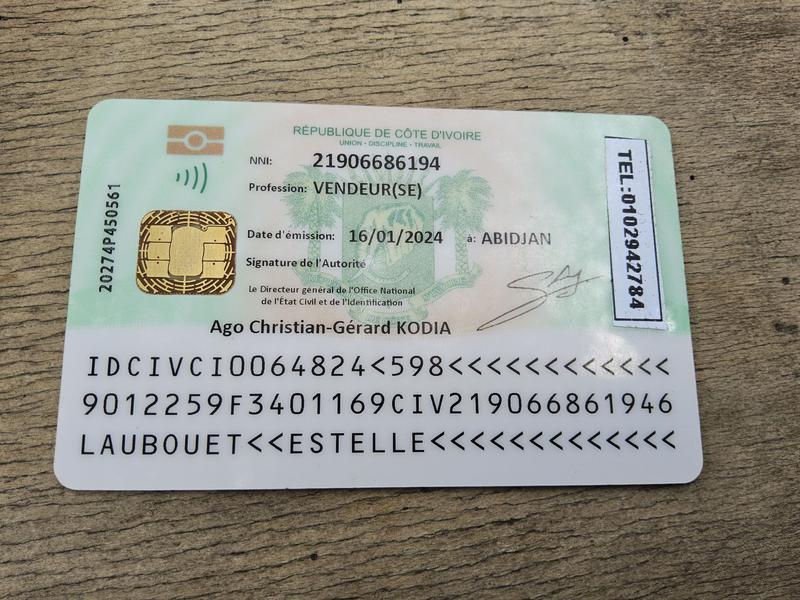 RÉPUBLIQUE DE CÔTE D'IVOIRE
UNION - DISCIPLINE - TRAVAIL
NNI: 21906686194
Profession: VENDEUR(SE)
Date d'émission: 16/01/2024 à: ABIDJAN
Signature de l'Autorité
Le Directeur général de l'Office National
de l'État Civil et de l'Identification
Ago Christian-Gérard KODIA
20274P450561
TEL:0102942784
IDCIVCI0064824<598<<<<<<<<<<<<
9012259F3401169CIV219066861946
LAUBOUET<<ESTELLE<<<<<<<<<<<<<